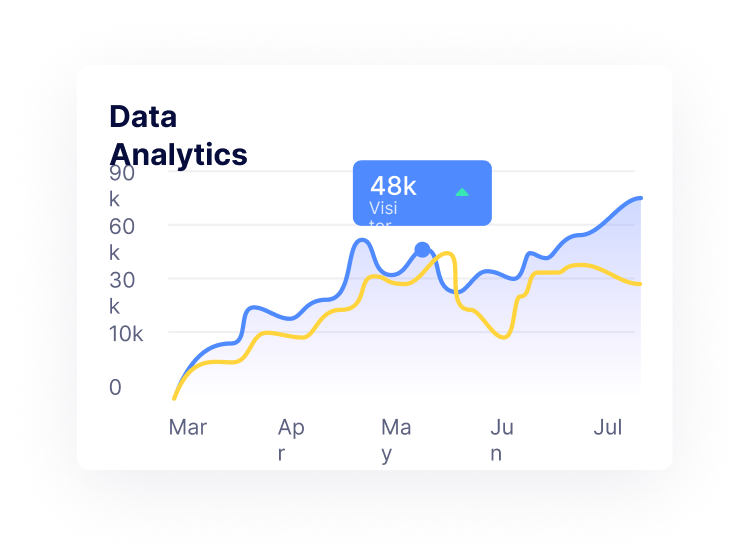 Data
Analytics
90
k
48k
Visi
tor
60
k
30
k
10k
0
Mar
Ap
r
Ma
y
Ju
n
Jul